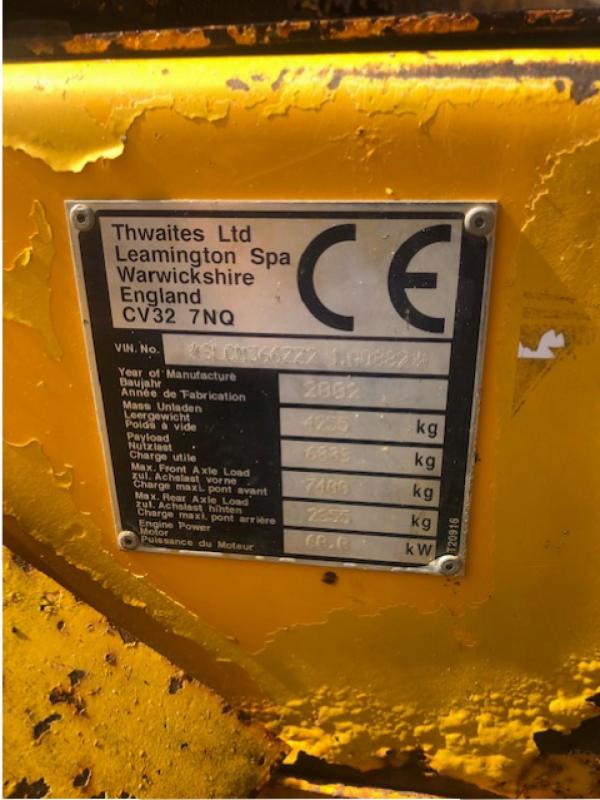 Thwaites Ltd
Leamington Spa
Warwickshire
England
CV32 7NQ
CE
VIN. No.
Year of Manufacture
Baujahr
Année de Fabrication
2002
Mass Unladen
Leergewicht
Poids à vide
kg
Payload
Nutzlast
Charge utile
kg
Max. Front Axle Load
zul. Achslast vorne
Charge maxi. pont avant
kg
Max. Rear Axle Load
zul. Achslast hinten
Charge maxi. pont arrière
kg
Engine Power
Motor
Puissance du Moteur
kW
T20916